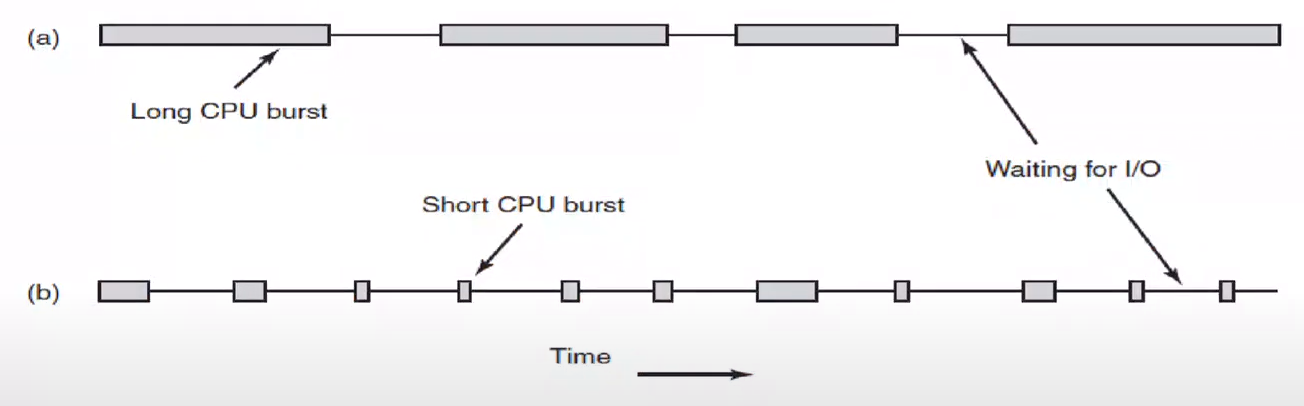 (a)
Long CPU burst
Waiting for I/O
Short CPU burst
(b)
Time